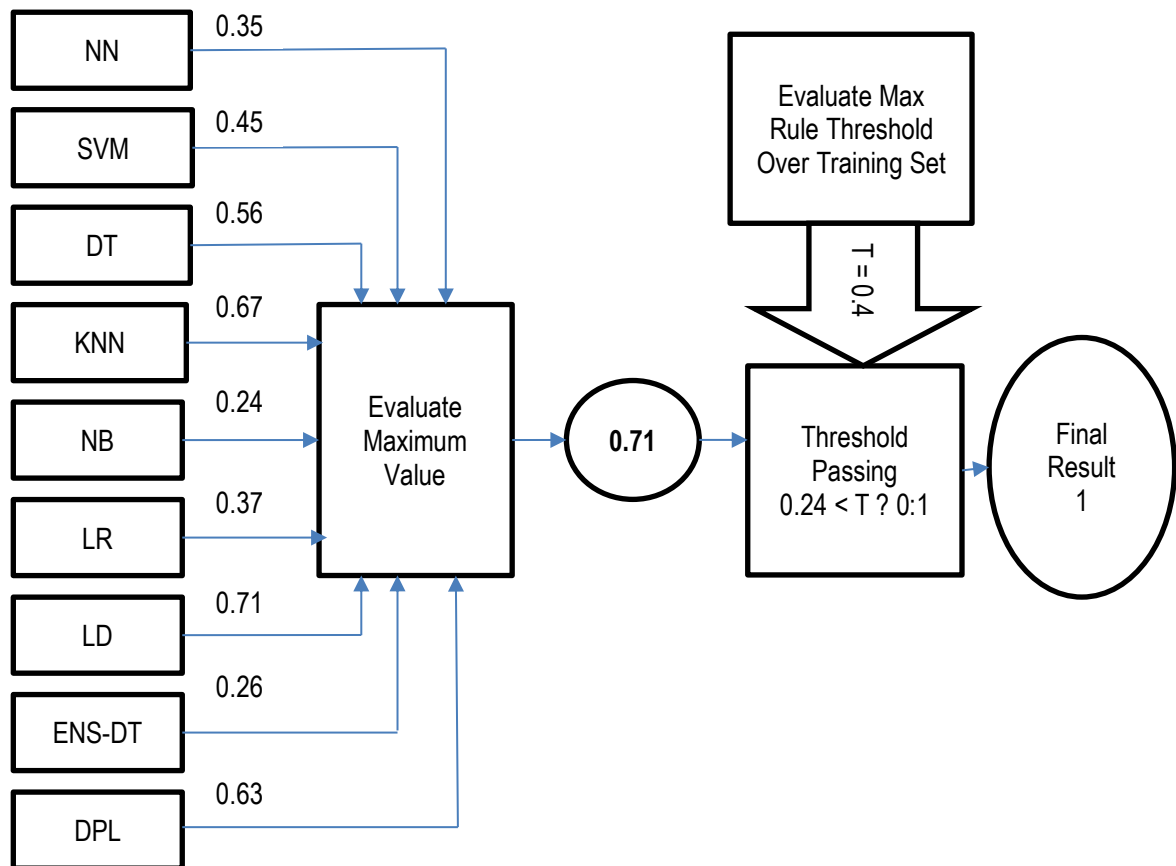 NN
0.35
SVM
0.45
DT
0.56
KNN
0.67
NB
0.24
LR
0.37
LD
0.71
ENS-DT
0.26
DPL
0.63
Evaluate
Maximum
Value
0.71
Evaluate Max
Rule Threshold
Over Training Set
T = 0.4
Threshold
Passing
0.24 < T ? 0:1
Final
Result
1